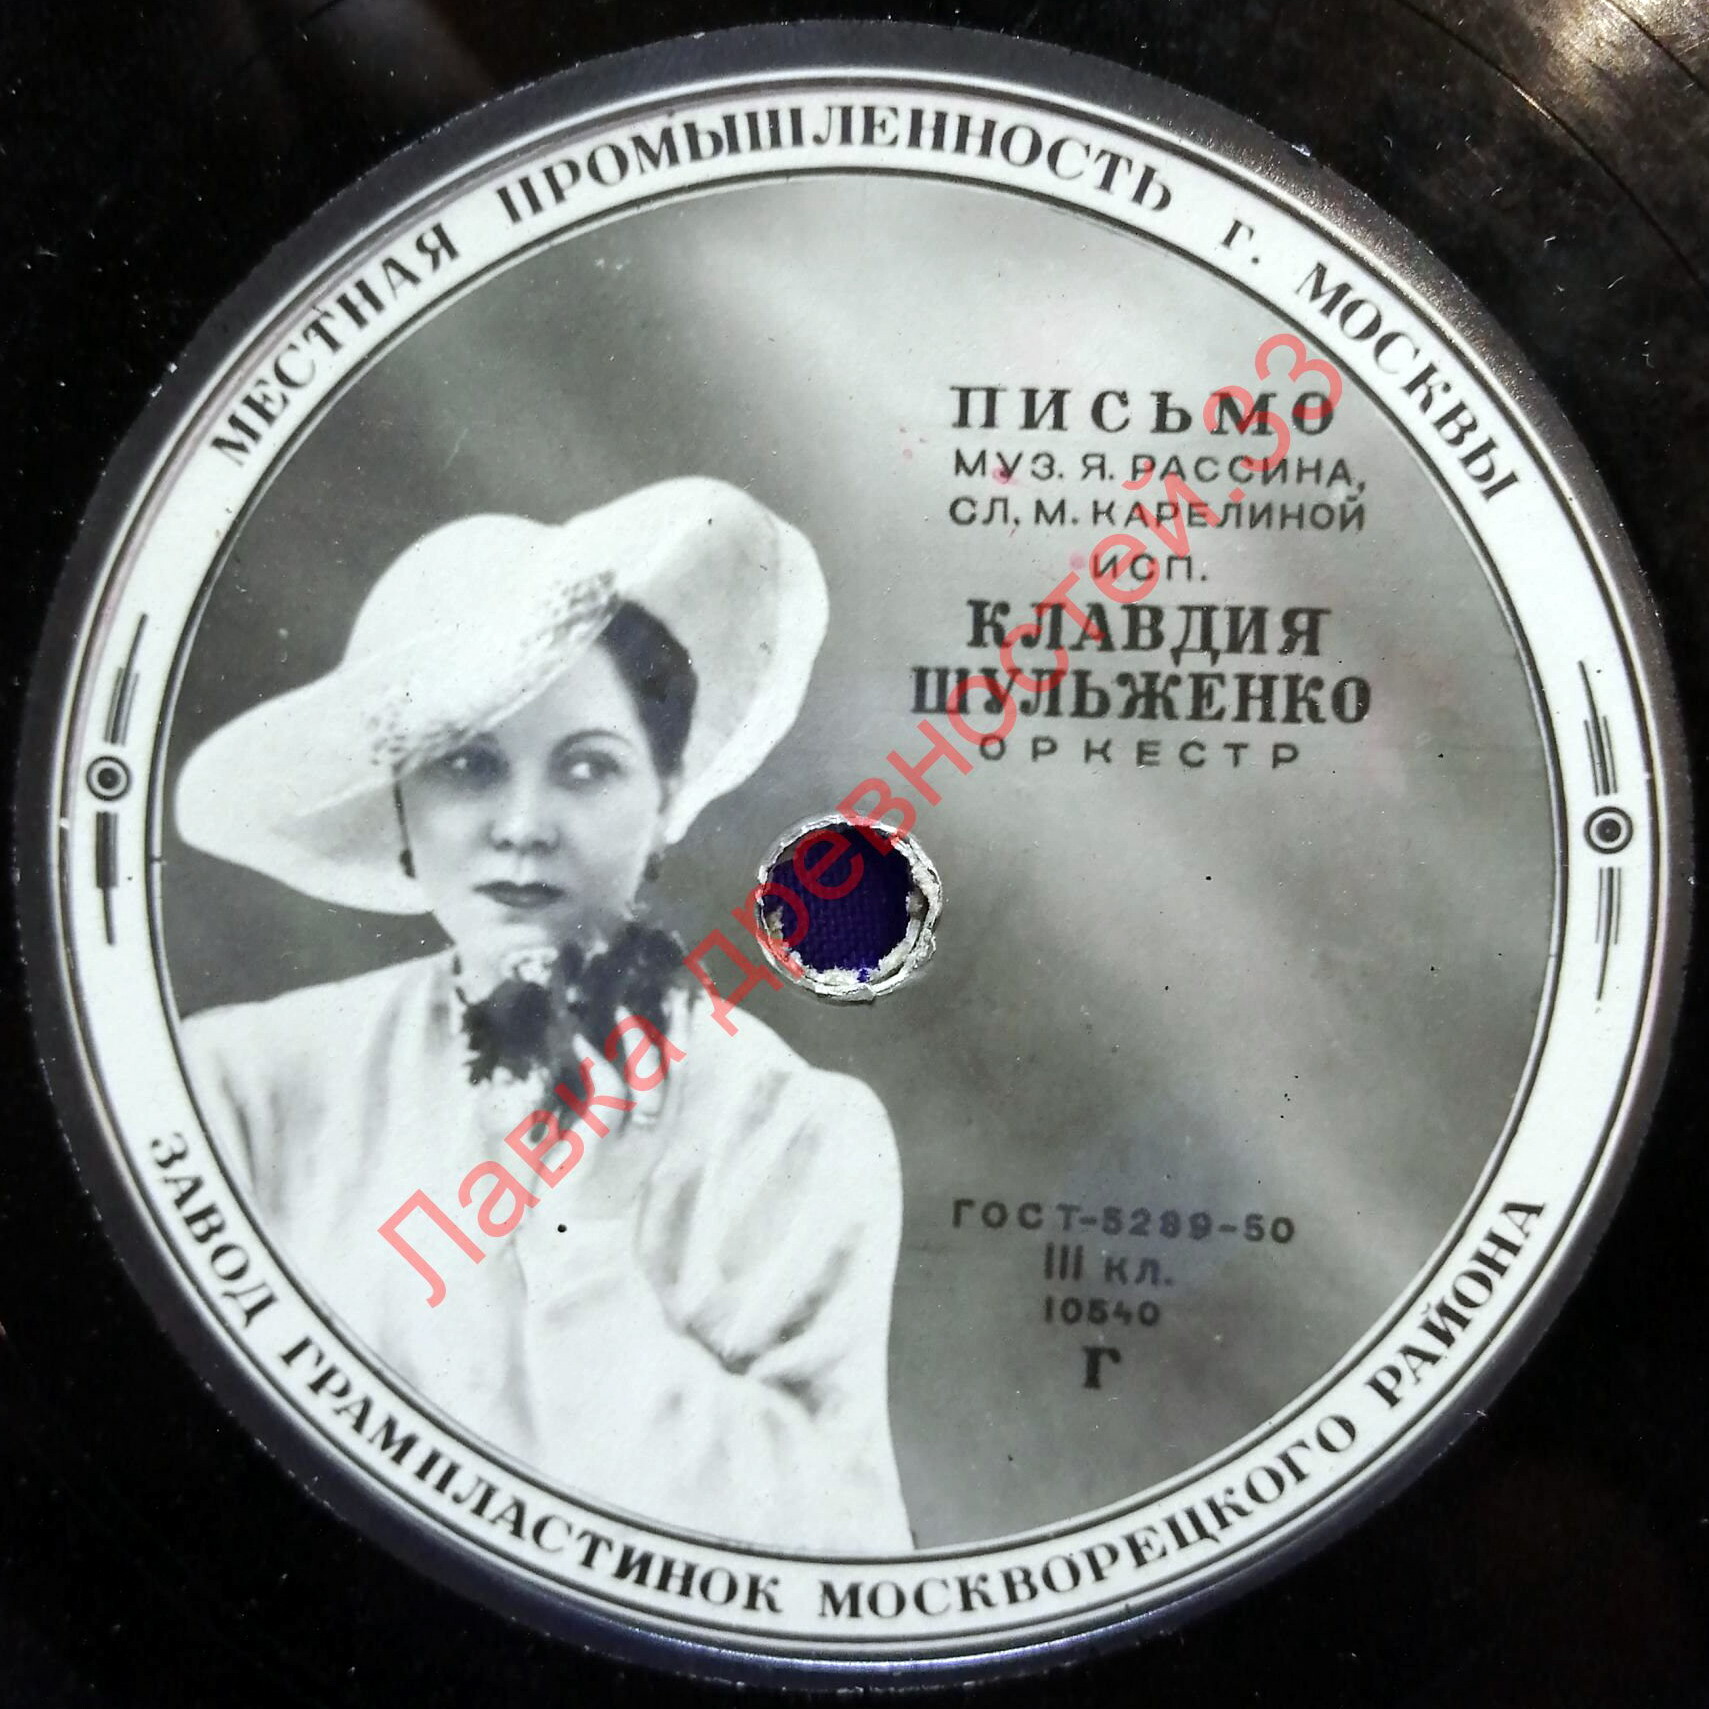 МЕСТНАЯ ПРОМЫШЛЕННОСТЬ Г. МОСКВЫ
ПИСЬМО
МУЗ. Я. РАССИНА,
СЛ. М. КАРЕЛИНОЙ
ИСП.
КЛАВДИЯ
ШУЛЬЖЕНКО
ОРКЕСТР
ГОСТ-5289-50
III КЛ.
10540
Г
ЗАВОД ГРАМПЛАСТИНОК МОСКВОРЕЦКОГО РАЙОНА
Лавка древностей.33